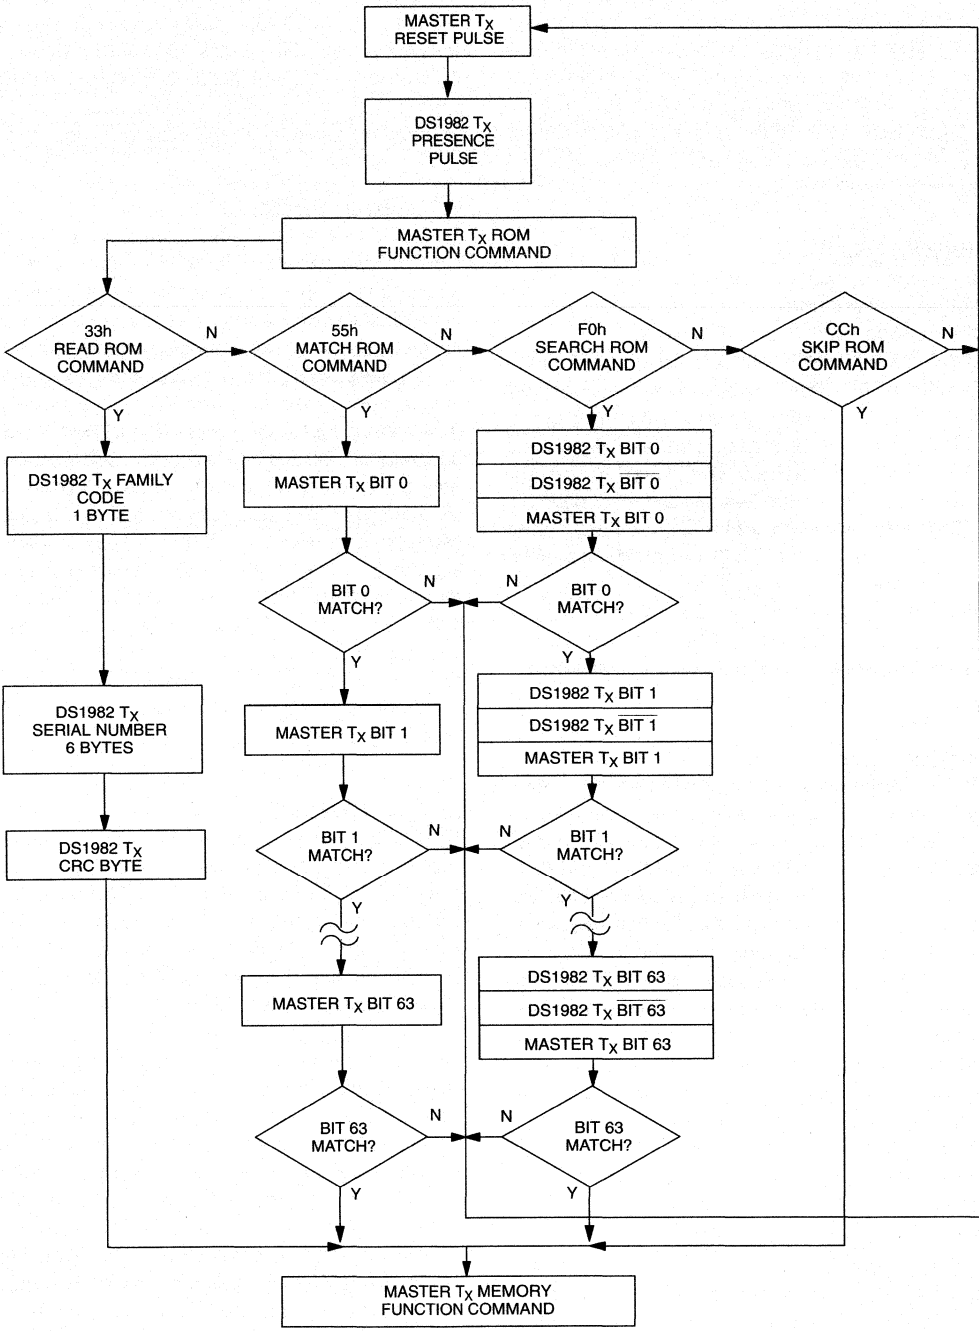 MASTER TX
RESET PULSE
DS1982 TX
PRESENCE
PULSE
MASTER TX ROM
FUNCTION COMMAND
33h
READ ROM
COMMAND
N
Y
55h
MATCH ROM
COMMAND
N
Y
F0h
SEARCH ROM
COMMAND
N
Y
CCh
SKIP ROM
COMMAND
N
Y
DS1982 TX FAMILY
CODE
1 BYTE
DS1982 TX
SERIAL NUMBER
6 BYTES
DS1982 TX
CRC BYTE
MASTER TX BIT 0
BIT 0
MATCH?
N
Y
MASTER TX BIT 1
BIT 1
MATCH?
N
Y
MASTER TX BIT 63
BIT 63
MATCH?
N
Y
DS1982 TX BIT 0
DS1982 TX BIT 0
MASTER TX BIT 0
BIT 0
MATCH?
N
Y
DS1982 TX BIT 1
DS1982 TX BIT 1
MASTER TX BIT 1
BIT 1
MATCH?
N
Y
DS1982 TX BIT 63
DS1982 TX BIT 63
MASTER TX BIT 63
BIT 63
MATCH?
N
Y
MASTER TX MEMORY
FUNCTION COMMAND